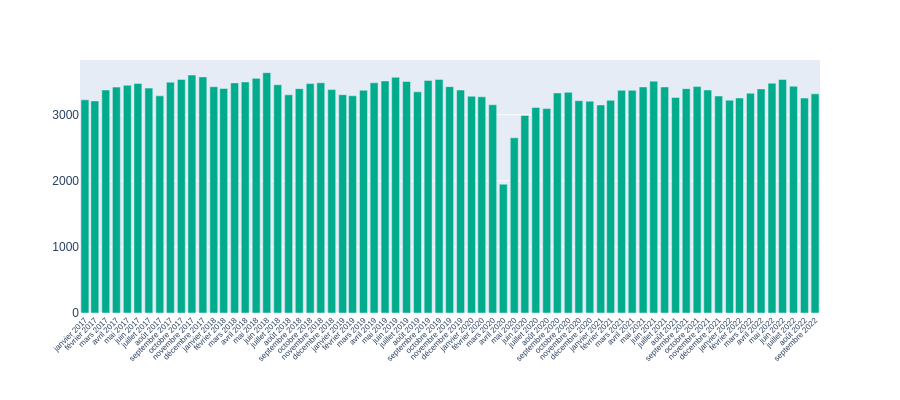 3000
2000
1000
0
janvier 2017
février 2017
mars 2017
avril 2017
mai 2017
juin 2017
juillet 2017
août 2017
septembre 2017
octobre 2017
novembre 2017
décembre 2017
janvier 2018
février 2018
mars 2018
avril 2018
mai 2018
juin 2018
juillet 2018
août 2018
septembre 2018
octobre 2018
novembre 2018
décembre 2018
janvier 2019
février 2019
mars 2019
avril 2019
mai 2019
juin 2019
juillet 2019
août 2019
septembre 2019
octobre 2019
novembre 2019
décembre 2019
janvier 2020
février 2020
mars 2020
avril 2020
mai 2020
juin 2020
juillet 2020
août 2020
septembre 2020
octobre 2020
novembre 2020
décembre 2020
janvier 2021
février 2021
mars 2021
avril 2021
mai 2021
juin 2021
juillet 2021
août 2021
septembre 2021
octobre 2021
novembre 2021
décembre 2021
janvier 2022
février 2022
mars 2022
avril 2022
mai 2022
juin 2022
juillet 2022
août 2022
septembre 2022